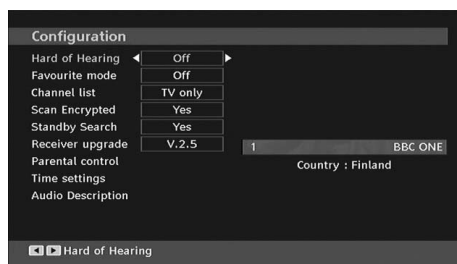 Configuration
Hard of Hearing Off
Favourite mode Off
Channel list TV only
Scan Encrypted Yes
Standby Search Yes
Receiver upgrade V.2.5
1 BBC ONE
Parental control
Country : Finland
Time settings
Audio Description
Hard of Hearing